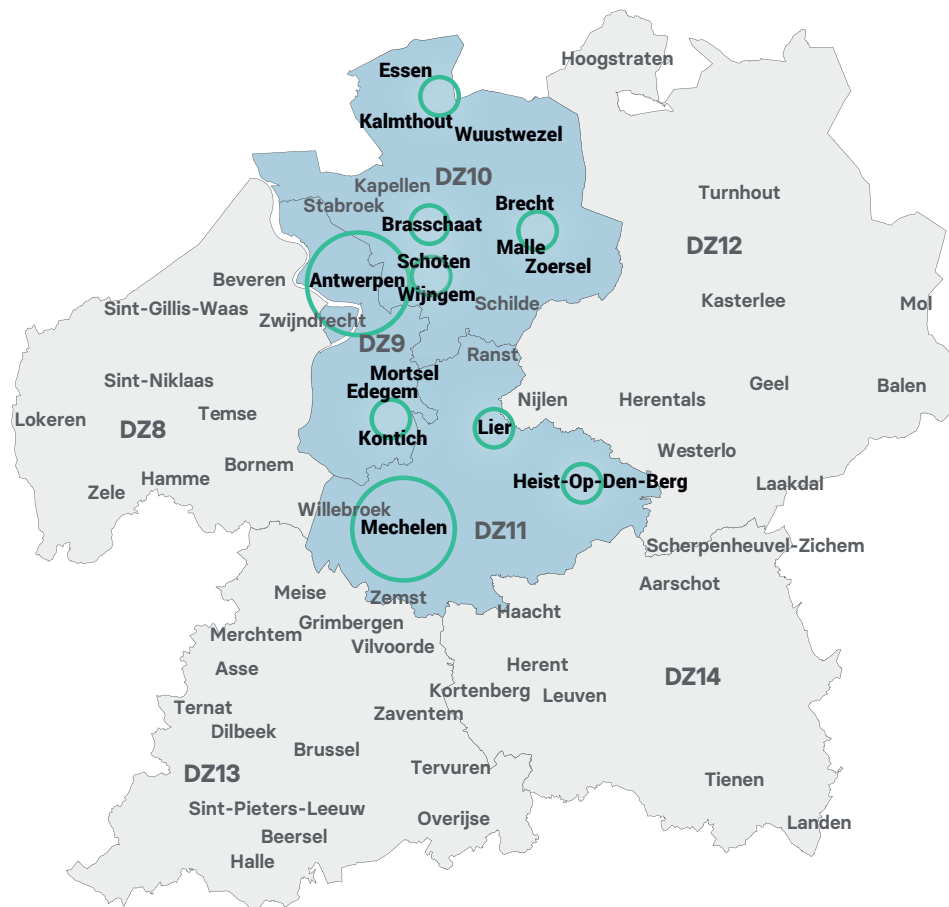 Hoogstraten
Essen
Kalmthout
Wuustwezel
DZ10
Kapellen
Stabroek
Turnhout
Brecht
Brasschaat
Malle
Zoersel
DZ12
Schoten
Antwerpen
Wijngem
Beveren
Sint-Gillis-Waas
Zwijndrecht
Schilde
Kasterlee
Mol
DZ9
Ranst
Mortsel
Edegem
Sint-Niklaas
Geel
Balen
Nijlen
Herentals
Lokeren
Temse
DZ8
Kontich
Lier
Westerlo
Bornem
Hamme
Zele
Heist-Op-Den-Berg
Laakdal
Willebroek
Mechelen
DZ11
Scherpenheuvel-Zichem
Aarschot
Meise
Zemst
Haacht
Grimbergen
Merchtem
Vilvoorde
Asse
Herent
DZ14
Kortenberg
Leuven
Ternat
Zaventem
Dilbeek
Brussel
Tervuren
DZ13
Tienen
Sint-Pieters-Leeuw
Overijse
Landen
Beersel
Halle